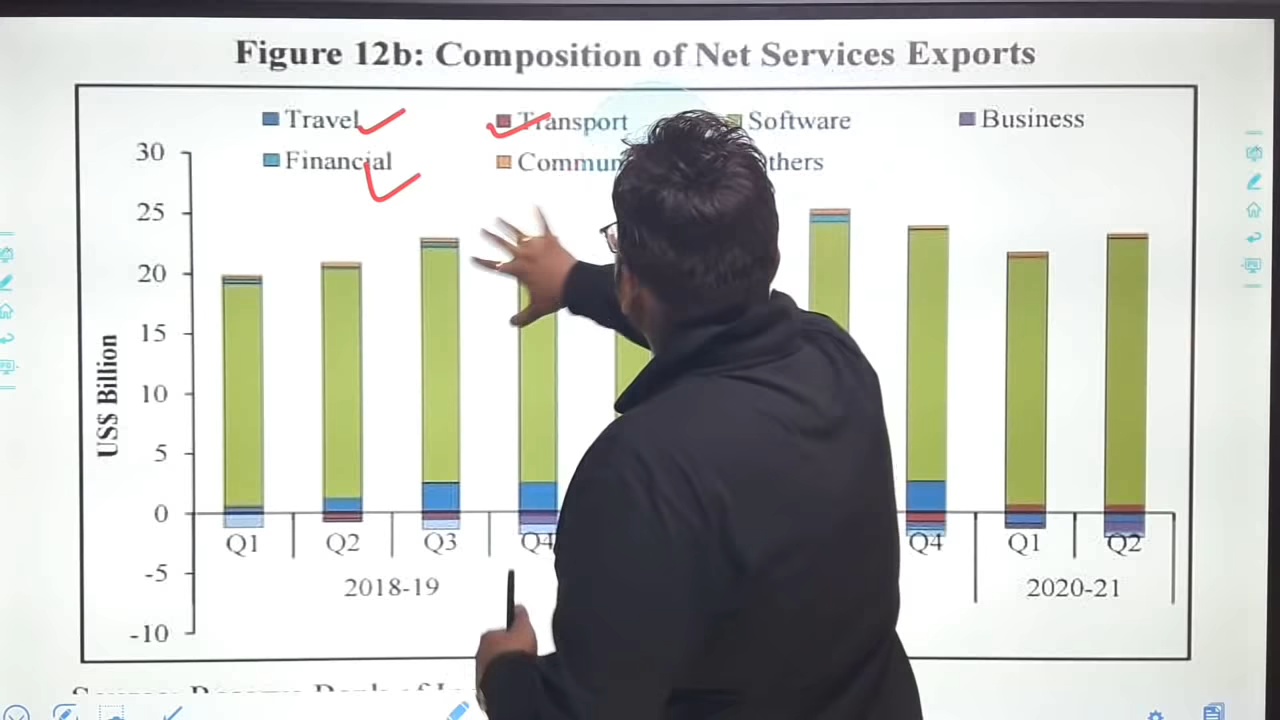 Figure 12b: Composition of Net Services Exports
Travel Transport Software Business
Financial
30
25
20
15
10
5
0
-5
-10
US$ Billion
Q1 Q2 Q3 Q4 Q4 Q1 Q2
2018-19 2020-21